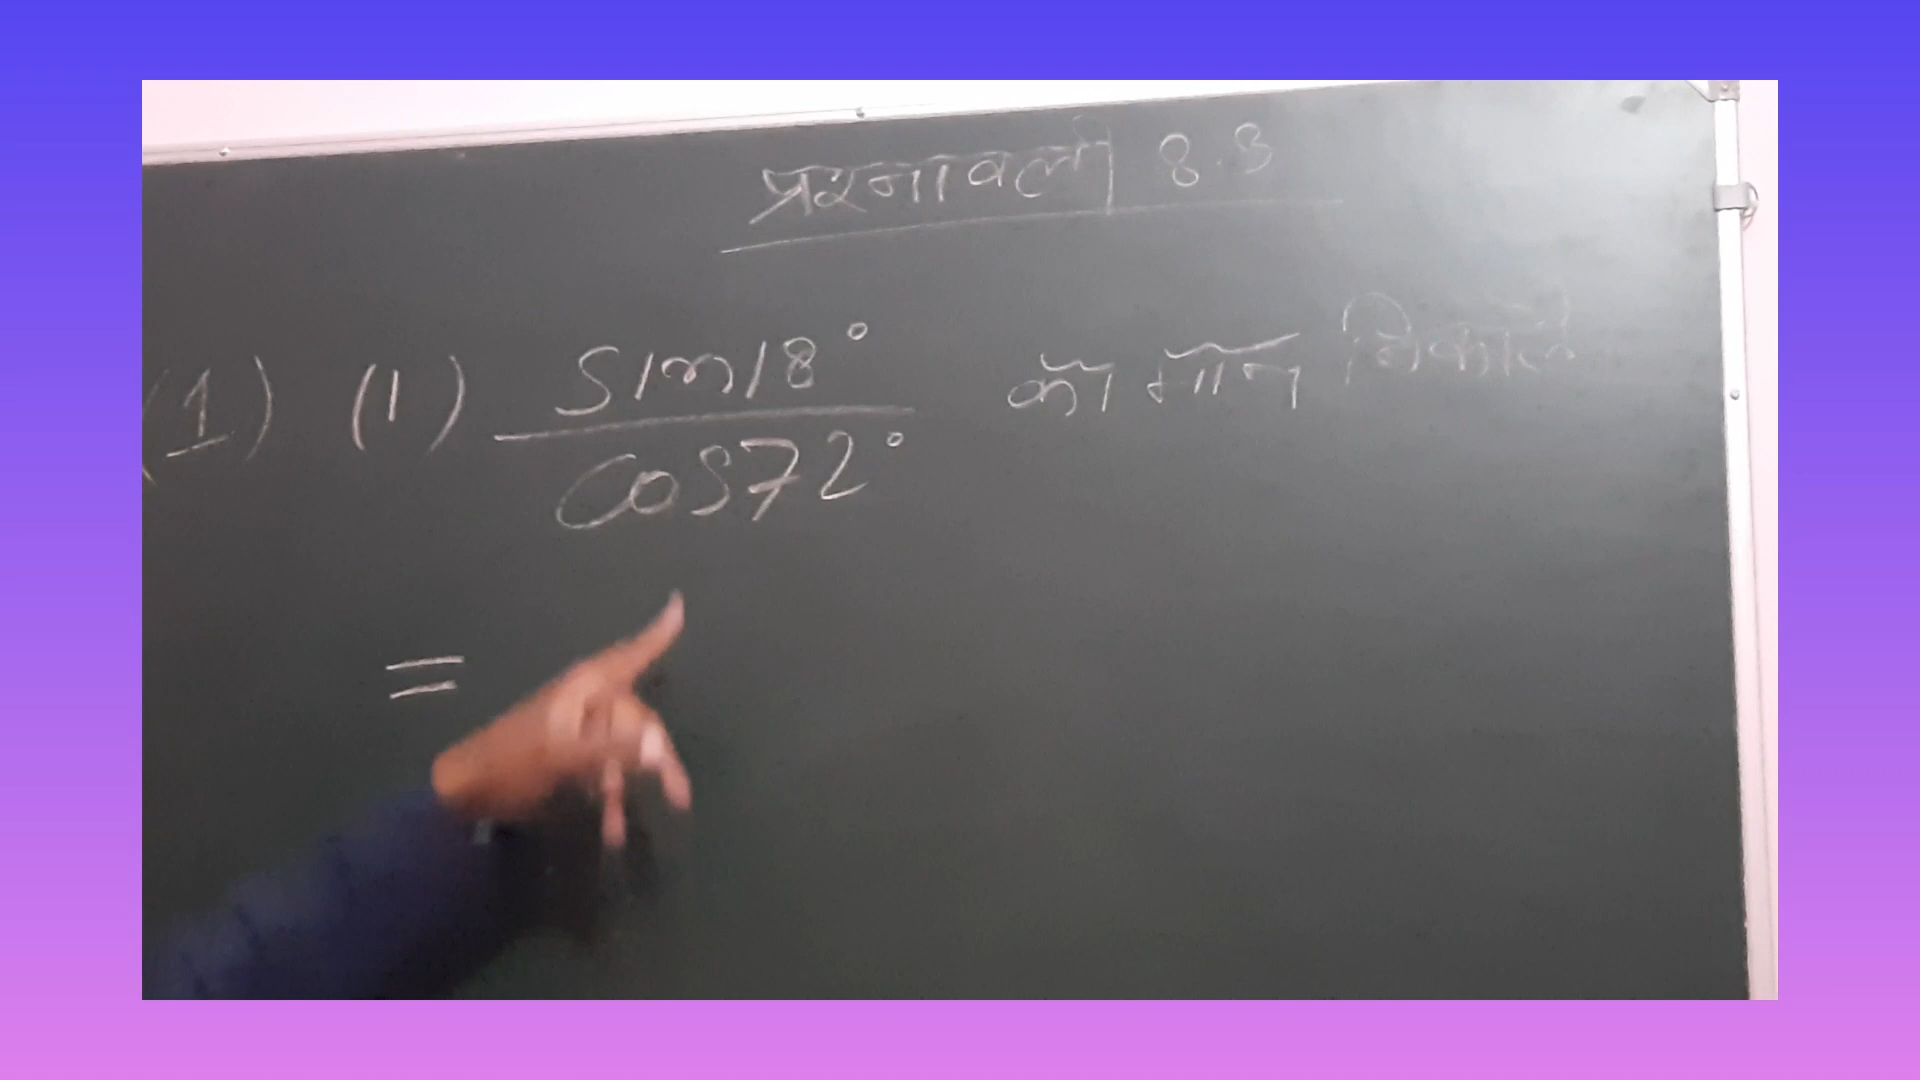 प्रश्नावली 8.3
(1) (1) Sin18° का मान निकाले
Cos72°
=